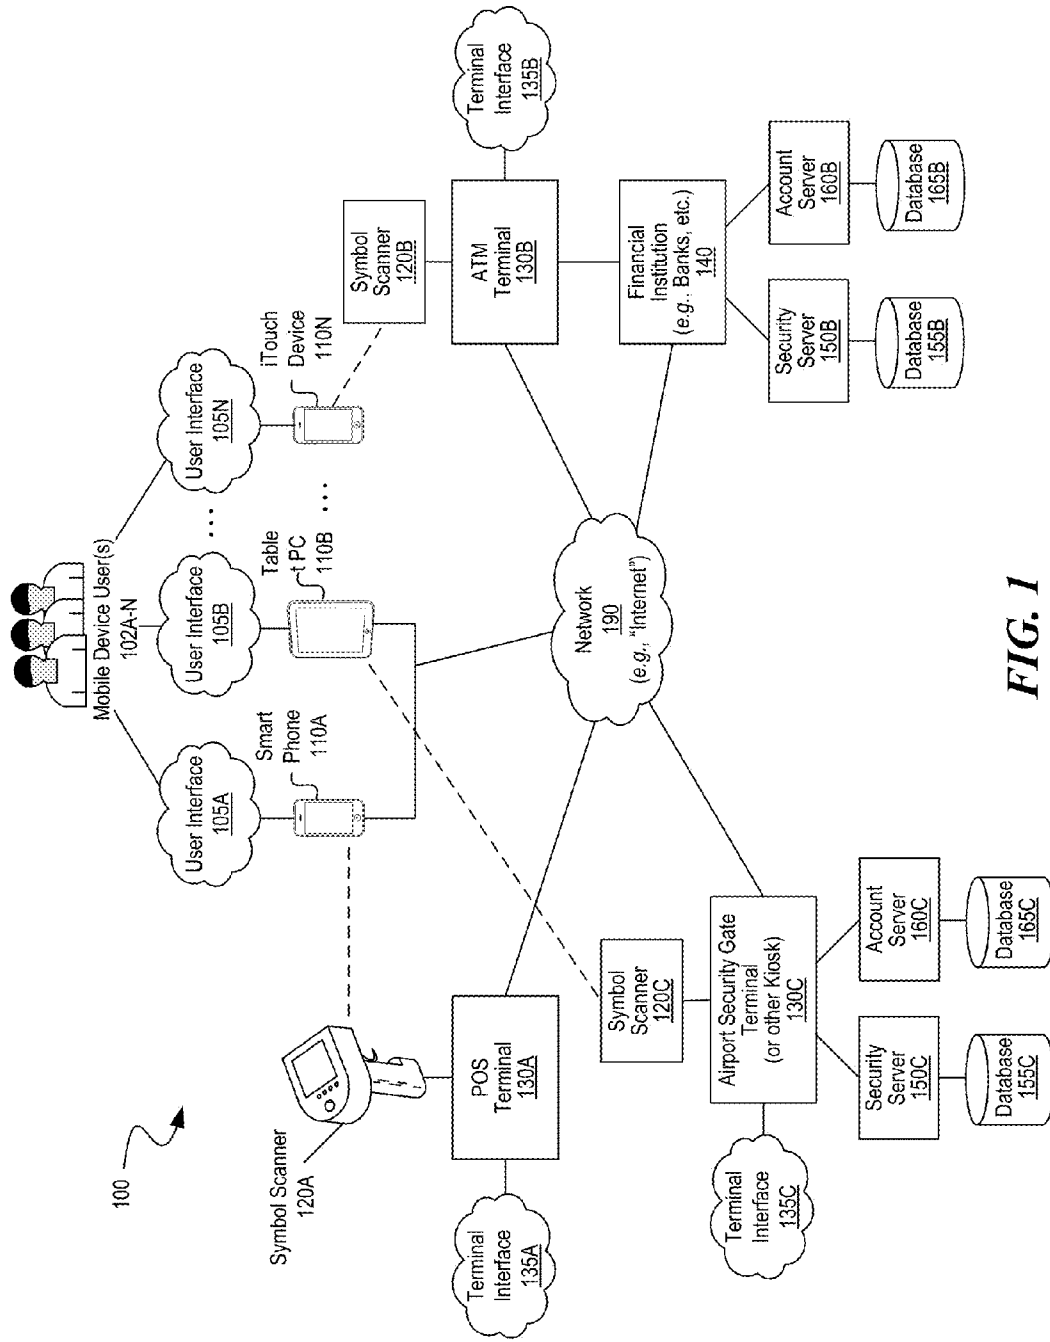 100
Mobile Device User(s)
102A-N
User Interface
105A
User Interface
105B
...
User Interface
105N
Smart
Phone
110A
Table
t PC
110B
...
iTouch
Device
110N
Symbol Scanner
120A
Symbol
Scanner
120B
Symbol
Scanner
120C
Terminal
Interface
135A
POS
Terminal
130A
Network
190
(e.g., “Internet”)
ATM
Terminal
130B
Terminal
Interface
135B
Terminal
Interface
135C
Airport Security Gate
Terminal
(or other Kiosk)
130C
Financial
Institution
(e.g., Banks, etc.)
140
Security
Server
150B
Account
Server
160B
Database
155B
Database
165B
Security
Server
150C
Account
Server
160C
Database
155C
Database
165C
FIG. 1